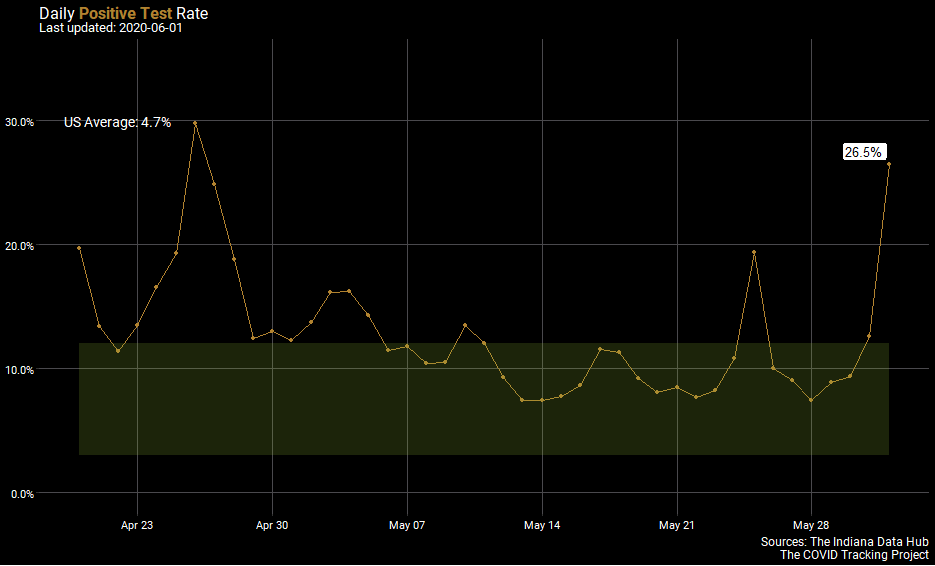 Daily Positive Test Rate
Last updated: 2020-06-01
US Average: 4.7%
26.5%
30.0%
20.0%
10.0%
0.0%
Apr 23
Apr 30
May 07
May 14
May 21
May 28
Sources: The Indiana Data Hub
The COVID Tracking Project